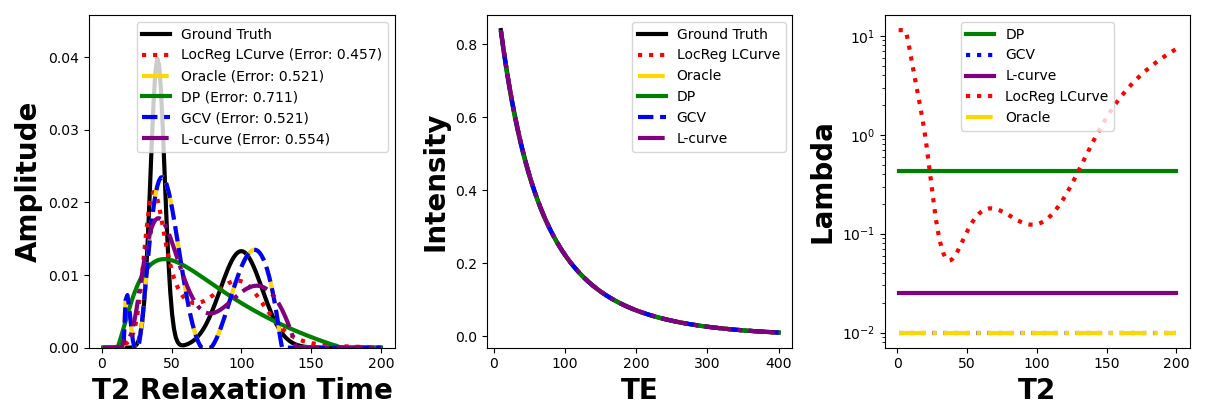 Amplitude
0.04
0.03
0.02
0.01
0.00
0
50
100
150
200
T2 Relaxation Time
Ground Truth
LocReg LCurve (Error: 0.457)
Oracle (Error: 0.521)
DP (Error: 0.711)
GCV (Error: 0.521)
L-curve (Error: 0.554)
Intensity
0.8
0.6
0.4
0.2
0.0
0
100
200
300
400
TE
Ground Truth
LocReg LCurve
Oracle
DP
GCV
L-curve
Lambda
10¹
10⁰
10⁻¹
10⁻²
0
50
100
150
200
T2
DP
GCV
L-curve
LocReg LCurve
Oracle